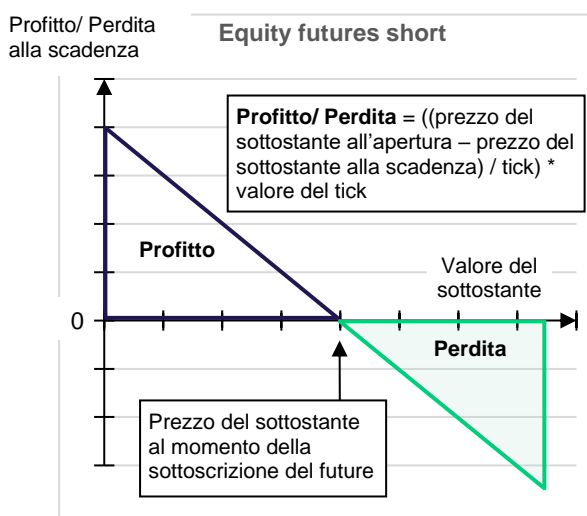 Profitto/ Perdita
alla scadenza
Equity futures short
Profitto/ Perdita = ((prezzo del
sottostante all'apertura – prezzo del
sottostante alla scadenza) / tick) *
valore del tick
Profitto
Valore del
sottostante
0
Perdita
Prezzo del sottostante
al momento della
sottoscrizione del future